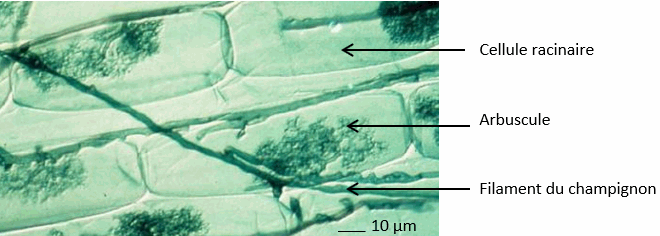 Cellule racinaire
Arbuscule
Filament du champignon
10 µm